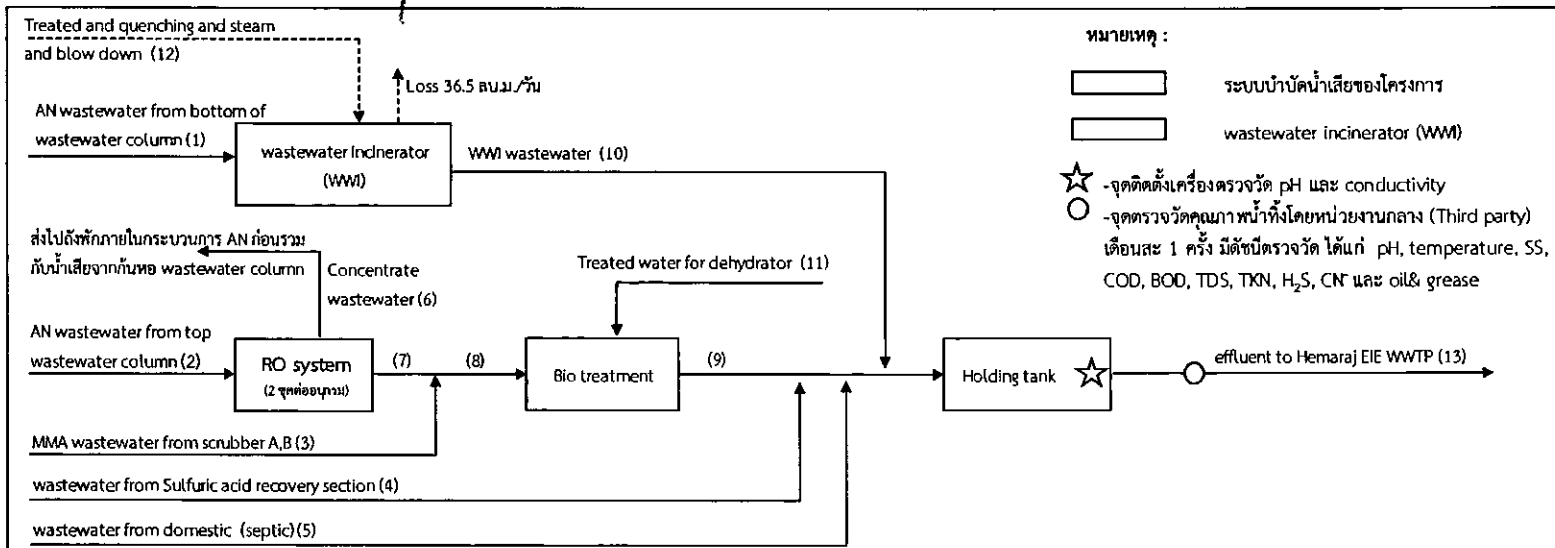 Treated and quenching and steam
and blow down (12)
Loss 36.5 ลบ.ม./วัน
AN wastewater from bottom of
wastewater column (1)
wastewater incinerator
(WWI)
WWI wastewater (10)
ส่งไปถังพักภายในกระบวนการ AN ก่อนรวม
กับน้ำเสียจากก้นหอ wastewater column
Concentrate
wastewater (6)
Treated water for dehydrator (11)
AN wastewater from top
wastewater column (2)
RO system
(2 ชุดต่ออนุกรม)
(7)
(8)
Bio treatment
(9)
Holding tank
effluent to Hemaraj EIE WWTP (13)
MMA wastewater from scrubber A,B (3)
wastewater from Sulfuric acid recovery section (4)
wastewater from domestic (septic)(5)
หมายเหตุ :
ระบบบำบัดน้ำเสียของโครงการ
wastewater incinerator (WWI)
-จุดติดตั้งเครื่องตรวจวัด pH และ conductivity
-จุดตรวจวัดคุณภาพน้ำทิ้งโดยหน่วยงานกลาง (Third party)
เดือนละ 1 ครั้ง มีดัชนีตรวจวัด ได้แก่ pH, temperature, SS,
COD, BOD, TDS, TKN, H₂S, CN⁻ และ oil& grease